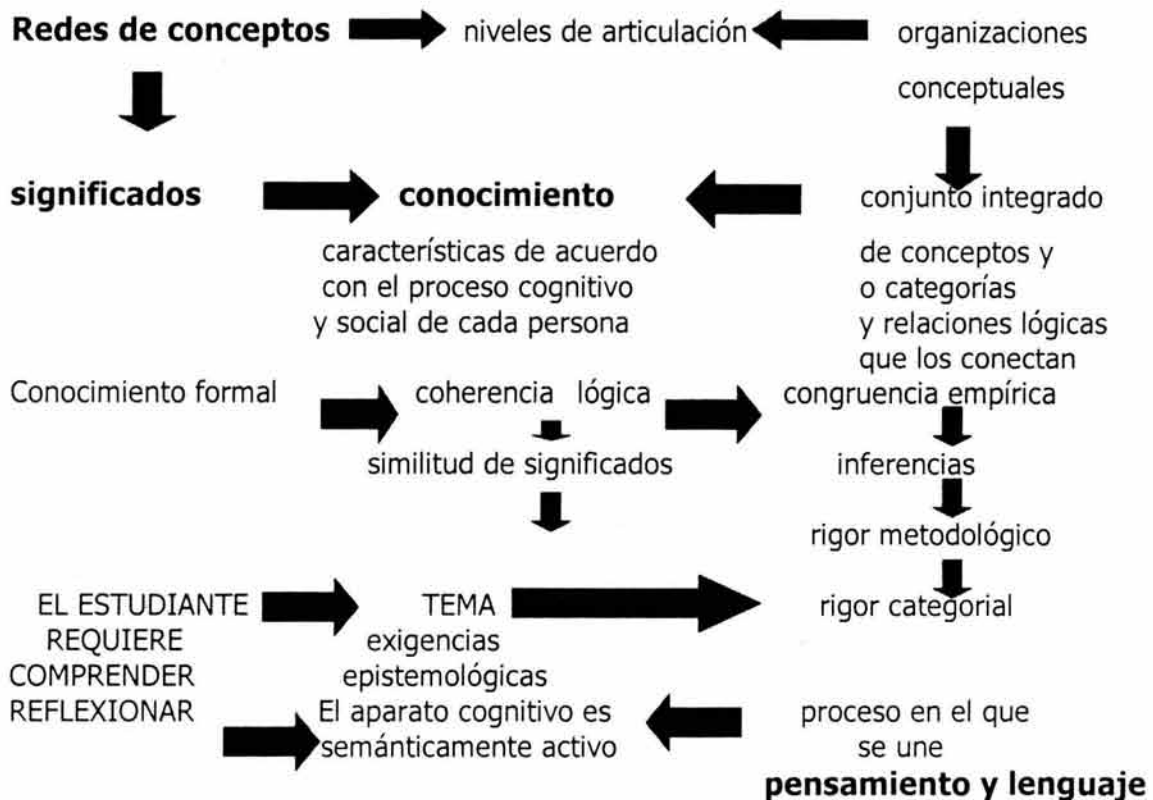 Redes de conceptos niveles de articulación organizaciones
conceptuales
significados conocimiento conjunto integrado
características de acuerdo de conceptos y
con el proceso cognitivo o categorías
y social de cada persona y relaciones lógicas
que los conectan
Conocimiento formal coherencia lógica congruencia empírica
similitud de significados inferencias
rigor metodológico
EL ESTUDIANTE TEMA rigor categorial
REQUIERE exigencias
COMPRENDER epistemológicas
REFLEXIONAR El aparato cognitivo es proceso en el que
semánticamente activo se une
pensamiento y lenguaje